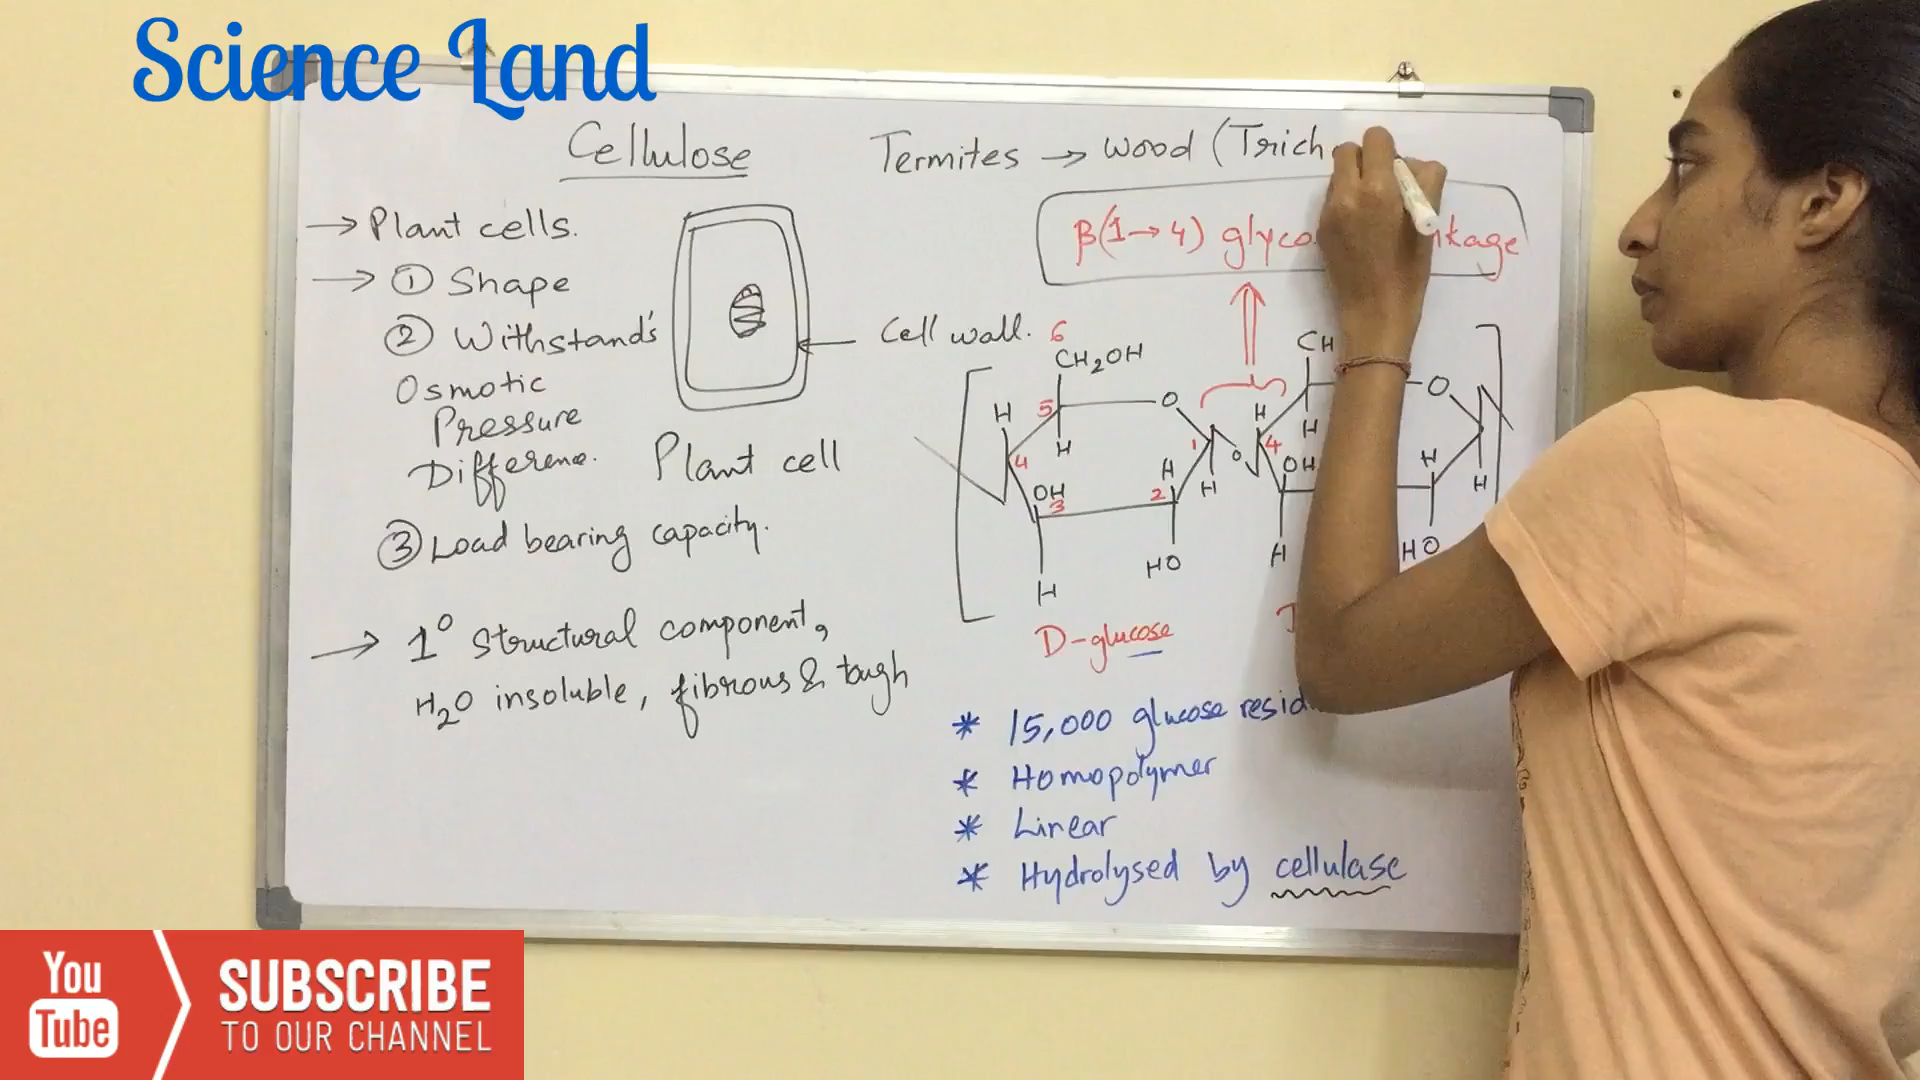 Science Land
Cellulose
Termites → wood (Trich
→ Plant cells.
→ ① Shape
② Withstand's
Osmotic
Pressure
Difference.
③ Load bearing capacity.
Cell wall.
Plant cell
→ 1° Structural component,
H₂O insoluble, fibrous & tough
β(1→4) glyco
kage
6
CH₂OH
CH
H
5
O
H
O
H
4
H
1
4
H
OH
3
H
2
H
O
OH
H
H
HO
H
HO
H
D-glucose
* 15,000 glucose resid
* Homopolymer
* Linear
* Hydrolysed by cellulase
You
Tube
SUBSCRIBE
TO OUR CHANNEL